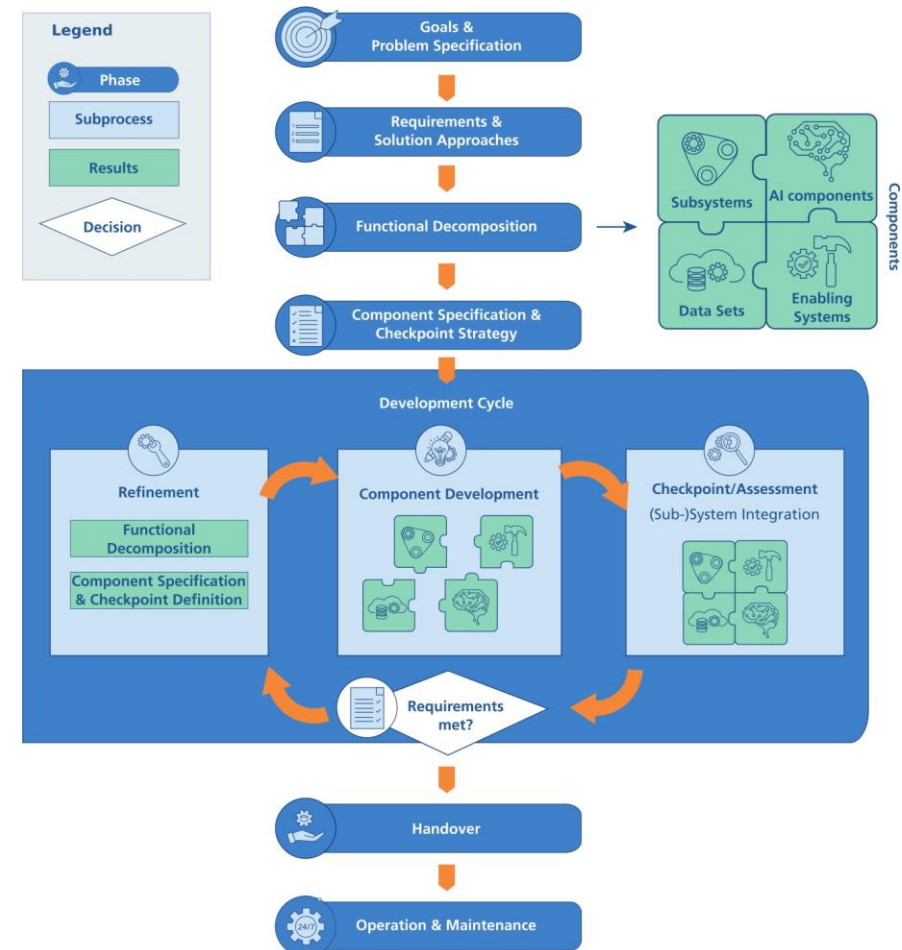 Legend
Phase
Subprocess
Results
Decision
Goals &
Problem Specification
Requirements &
Solution Approaches
Functional Decomposition
Component Specification &
Checkpoint Strategy
Subsystems
AI components
Data Sets
Enabling
Systems
Components
Development Cycle
Refinement
Functional
Decomposition
Component Specification
& Checkpoint Definition
Component Development
Checkpoint/Assessment
(Sub-)System Integration
Requirements
met?
Handover
24/7
Operation & Maintenance